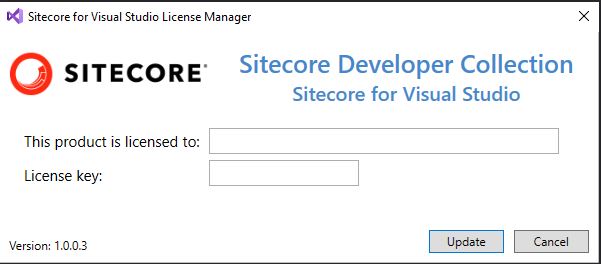 Sitecore for Visual Studio License Manager
SITECORE
Sitecore Developer Collection
Sitecore for Visual Studio
This product is licensed to:
License key:
Version: 1.0.0.3
Update
Cancel